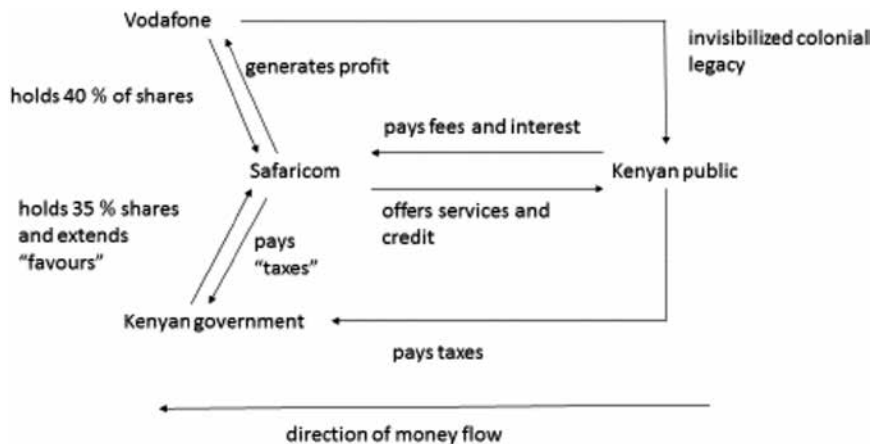 Vodafone
invisibilized colonial
legacy
generates profit
holds 40 % of shares
pays fees and interest
Safaricom
Kenyan public
holds 35 % shares
and extends
“favours”
offers services and
credit
pays
“taxes”
Kenyan government
pays taxes
direction of money flow